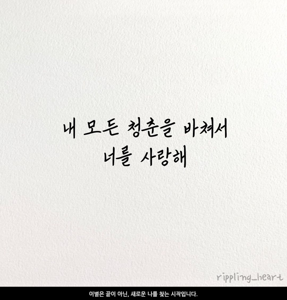 내 모든 청춘을 바쳐서
너를 사랑해
rippling_heart
이별은 끝이 아닌, 새로운 나를 찾는 시작입니다.